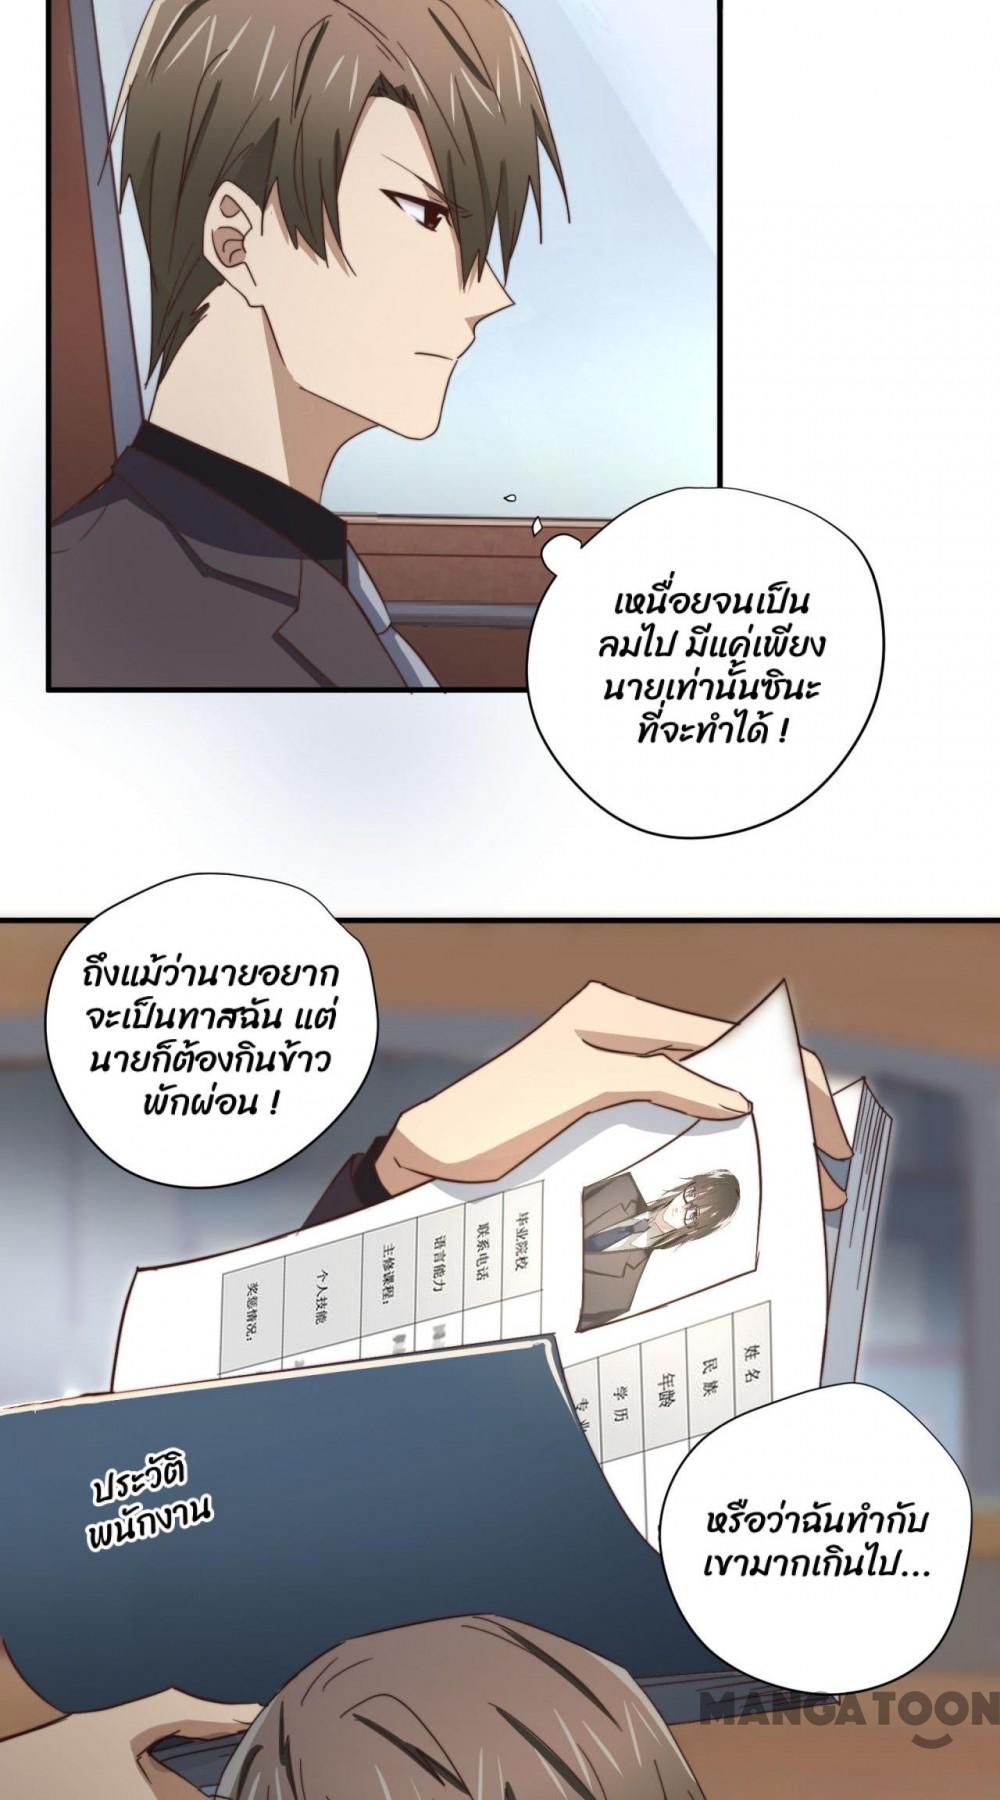 เหนื่อยจนเป็น
ลมไป มีแค่เพียง
นายเท่านั้นซินะ
ที่จะทำได้ !
ถึงแม้ว่านายอยาก
จะเป็นทาสฉัน แต่
นายก็ต้องกินข้าว
พักผ่อน !
毕业院校
联系电话
语言能力
主修课程:
个人技能
奖惩情况:
姓名
民族
年龄
学历
专业
ประวัติ
พนักงาน
หรือว่าฉันทำกับ
เขามากเกินไป...
MANGATOON